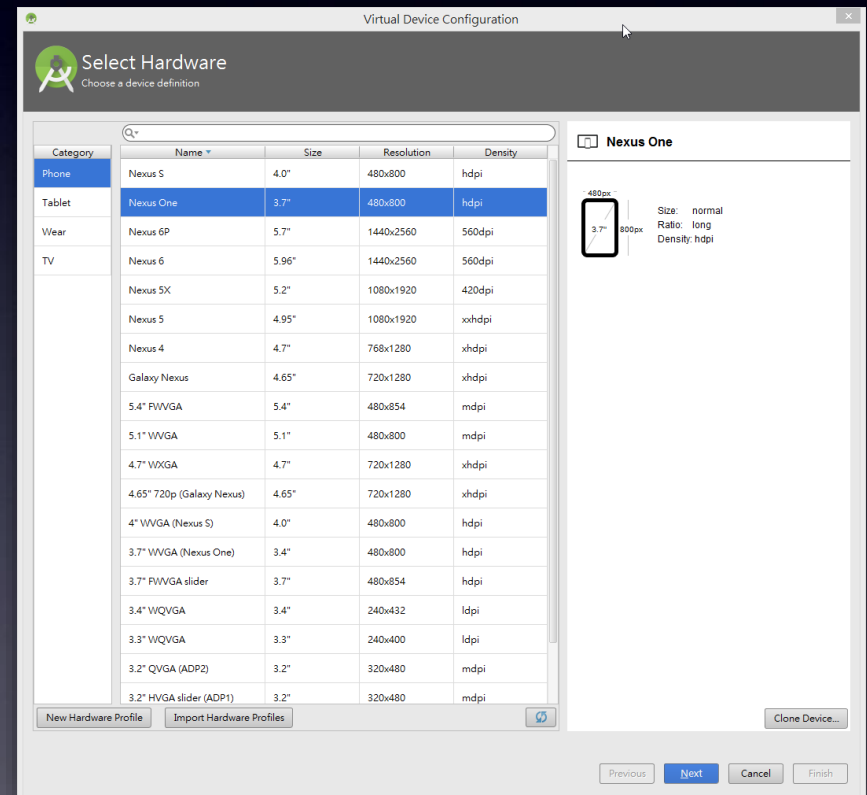 Virtual Device Configuration
Select Hardware
Choose a device definition
Category
Phone
Tablet
Wear
TV
Name Size Resolution Density
Nexus S 4.0" 480x800 hdpi
Nexus One 3.7" 480x800 hdpi
Nexus 6P 5.7" 1440x2560 560dpi
Nexus 6 5.96" 1440x2560 560dpi
Nexus 5X 5.2" 1080x1920 420dpi
Nexus 5 4.95" 1080x1920 xxhdpi
Nexus 4 4.7" 768x1280 xhdpi
Galaxy Nexus 4.65" 720x1280 xhdpi
5.4" FWVGA 5.4" 480x854 mdpi
5.1" WVGA 5.1" 480x800 mdpi
4.7" WXGA 4.7" 720x1280 xhdpi
4.65" 720p (Galaxy Nexus) 4.65" 720x1280 xhdpi
4" WVGA (Nexus S) 4.0" 480x800 hdpi
3.7" WVGA (Nexus One) 3.4" 480x800 hdpi
3.7" FWVGA slider 3.7" 480x854 hdpi
3.4" WQVGA 3.4" 240x432 ldpi
3.3" WQVGA 3.3" 240x400 ldpi
3.2" QVGA (ADP2) 3.2" 320x480 mdpi
3.2" HVGA slider (ADP1) 3.2" 320x480 mdpi
New Hardware Profile Import Hardware Profiles
Nexus One
480px
3.7" 800px
Size: normal
Ratio: long
Density: hdpi
Clone Device...
Previous Next Cancel Finish